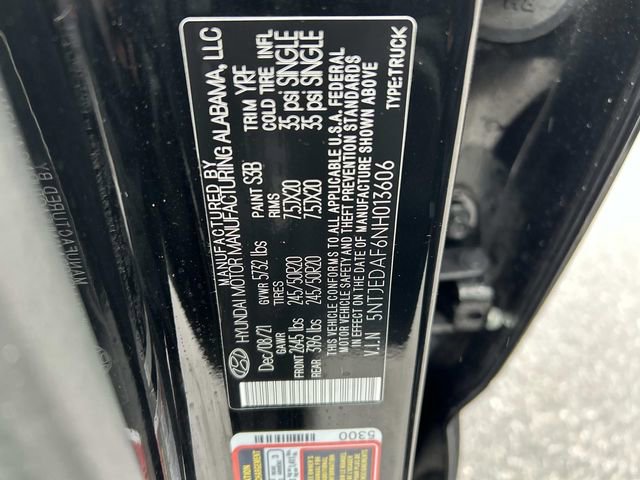 MANUFACTURED BY
HYUNDAI MOTOR MANUFACTURING ALABAMA, LLC
Dec/08/21 GVWR 5732 lbs PAINT S3B TRIM YRF
GAWR TIRES RIMS COLD TIRE INFL
FRONT 2645 lbs 245/50R20 7.5JX20 35 psi SINGLE
REAR 3196 lbs 245/50R20 7.5JX20 35 psi SINGLE
THIS VEHICLE CONFORMS TO ALL APPLICABLE U.S.A. FEDERAL
MOTOR VEHICLE SAFETY AND THEFT PREVENTION STANDARDS
IN EFFECT ON THE DATE OF MANUFACTURE SHOWN ABOVE
V.I.N 5NTJEDAF6NH013606 TYPE:TRUCK
5300